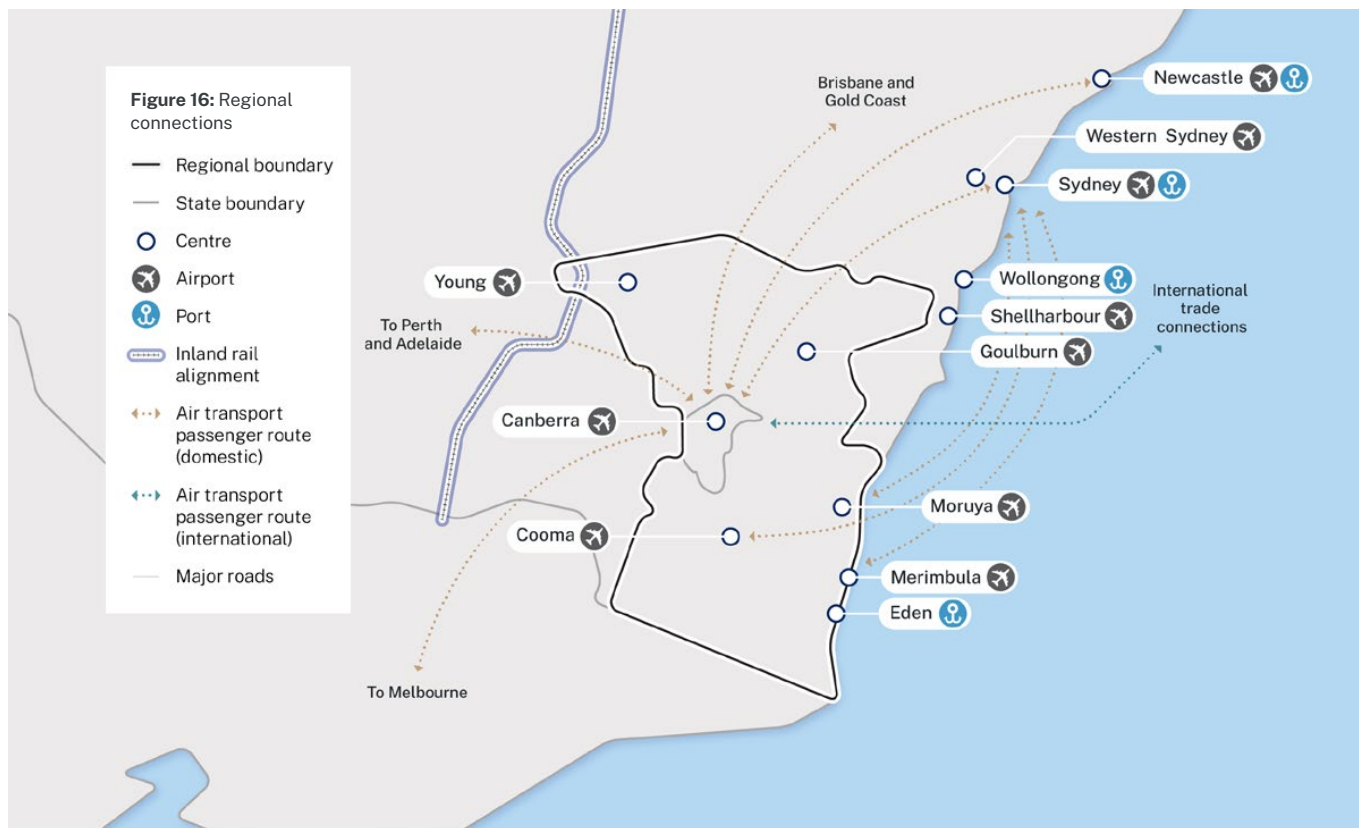 Figure 16: Regional
connections
Regional boundary
State boundary
Centre
Airport
Port
Inland rail
alignment
Air transport
passenger route
(domestic)
Air transport
passenger route
(international)
Major roads
Brisbane and
Gold Coast
Newcastle
Western Sydney
Sydney
Young
Wollongong
International
trade
connections
Shellharbour
To Perth
and Adelaide
Goulburn
Canberra
Moruya
Cooma
Merimbula
Eden
To Melbourne